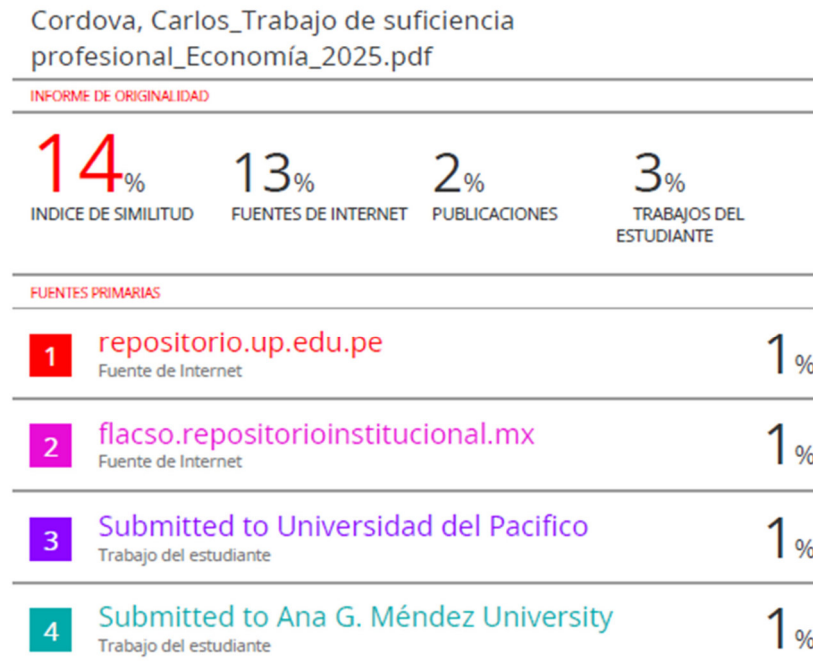 Cordova, Carlos_Trabajo de suficiencia
profesional_Economía_2025.pdf
INFORME DE ORIGINALIDAD
14%
13%
2%
3%
INDICE DE SIMILITUD
FUENTES DE INTERNET
PUBLICACIONES
TRABAJOS DEL
ESTUDIANTE
FUENTES PRIMARIAS
1
repositorio.up.edu.pe
Fuente de Internet
1%
2
flacso.repositorioinstitucional.mx
Fuente de Internet
1%
3
Submitted to Universidad del Pacifico
Trabajo del estudiante
1%
4
Submitted to Ana G. Méndez University
Trabajo del estudiante
1%